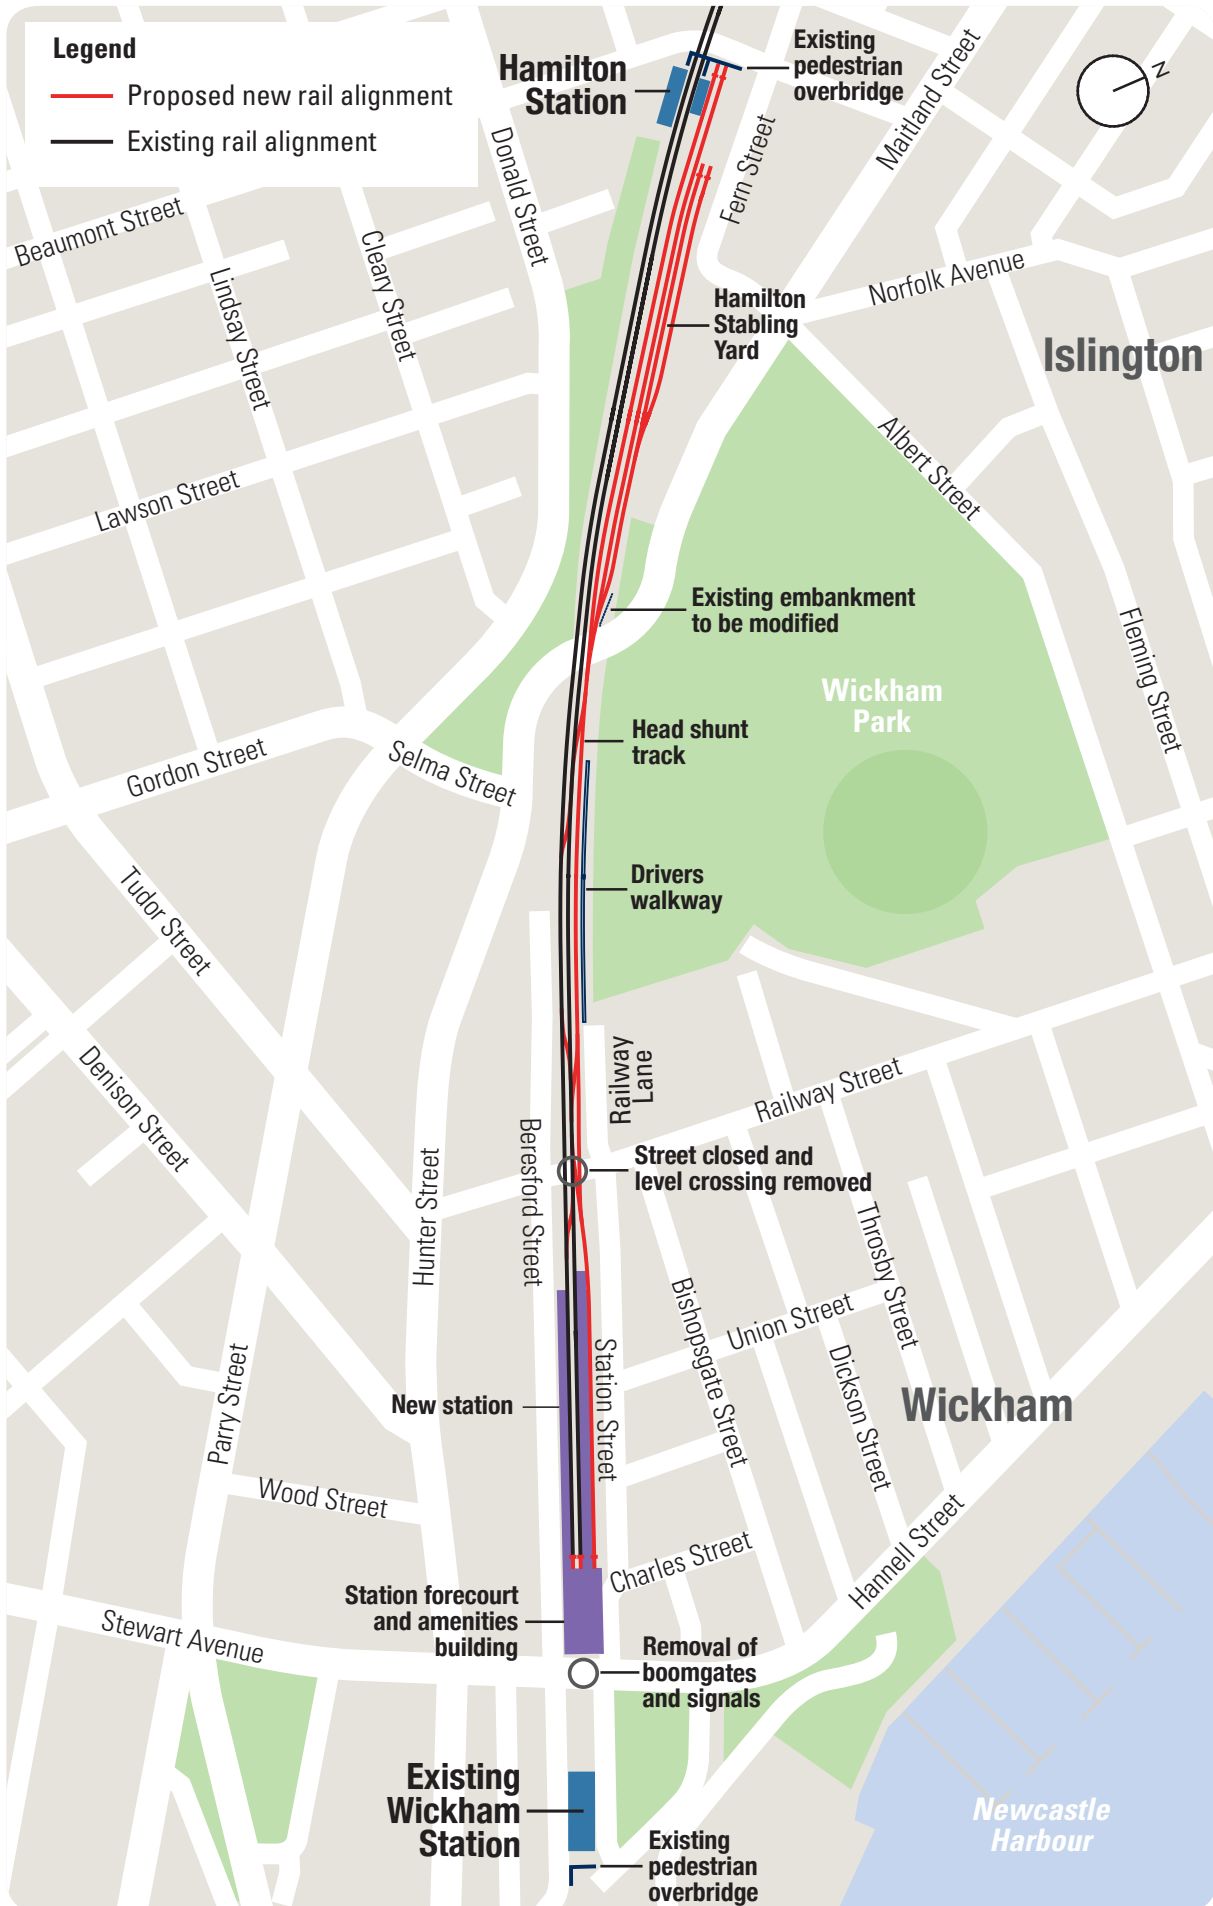 Legend
Proposed new rail alignment
Existing rail alignment
Hamilton
Station
Existing
pedestrian
overbridge
N
Maitland Street
Fern Street
Donald Street
Beaumont Street
Cleary Street
Lindsay Street
Norfolk Avenue
Hamilton
Stabling
Yard
Islington
Albert Street
Lawson Street
Existing embankment
to be modified
Fleming Street
Wickham
Park
Head shunt
track
Gordon Street
Selma Street
Drivers
walkway
Tudor Street
Railway
Lane
Railway Street
Denison Street
Beresford Street
Hunter Street
Street closed and
level crossing removed
Throsby Street
Bishopsgate Street
Union Street
Station Street
Dickson Street
Parry Street
New station
Wickham
Wood Street
Charles Street
Hannell Street
Station forecourt
and amenities
building
Stewart Avenue
Removal of
boomgates
and signals
Existing
Wickham
Station
Newcastle
Harbour
Existing
pedestrian
overbridge